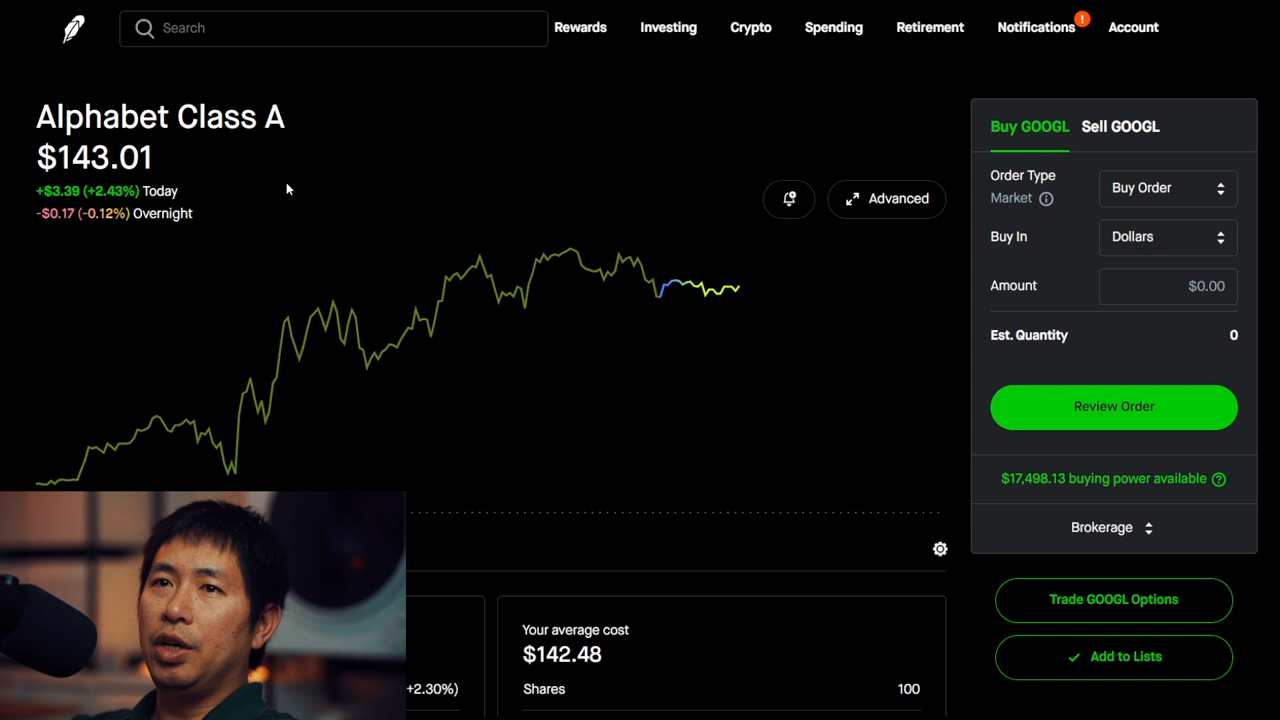 Search
Rewards
Investing
Crypto
Spending
Retirement
Notifications
!
Account
Alphabet Class A
$143.01
+$3.39 (+2.43%) Today
-$0.17 (-0.12%) Overnight
Advanced
Buy GOOGL
Sell GOOGL
Order Type
Market
Buy Order
Buy In
Dollars
Amount
$0.00
Est. Quantity
0
Review Order
$17,498.13 buying power available
Brokerage
Trade GOOGL Options
Add to Lists
+2.30%)
Your average cost
$142.48
Shares
100